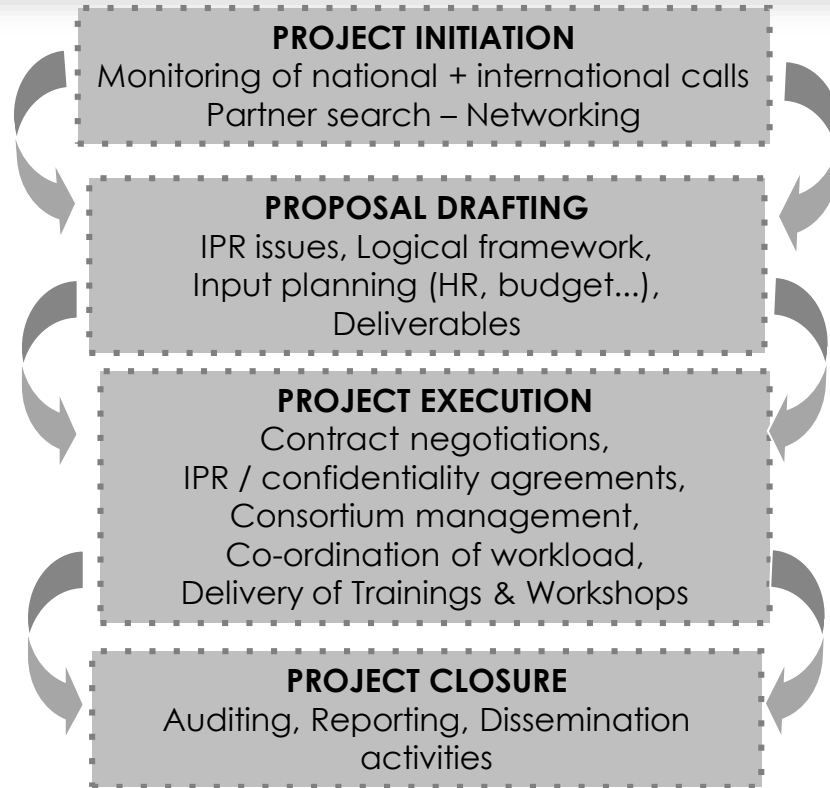 PROJECT INITIATION
Monitoring of national + international calls
Partner search – Networking
PROPOSAL DRAFTING
IPR issues, Logical framework,
Input planning (HR, budget...),
Deliverables
PROJECT EXECUTION
Contract negotiations,
IPR / confidentiality agreements,
Consortium management,
Co-ordination of workload,
Delivery of Trainings & Workshops
PROJECT CLOSURE
Auditing, Reporting, Dissemination
activities